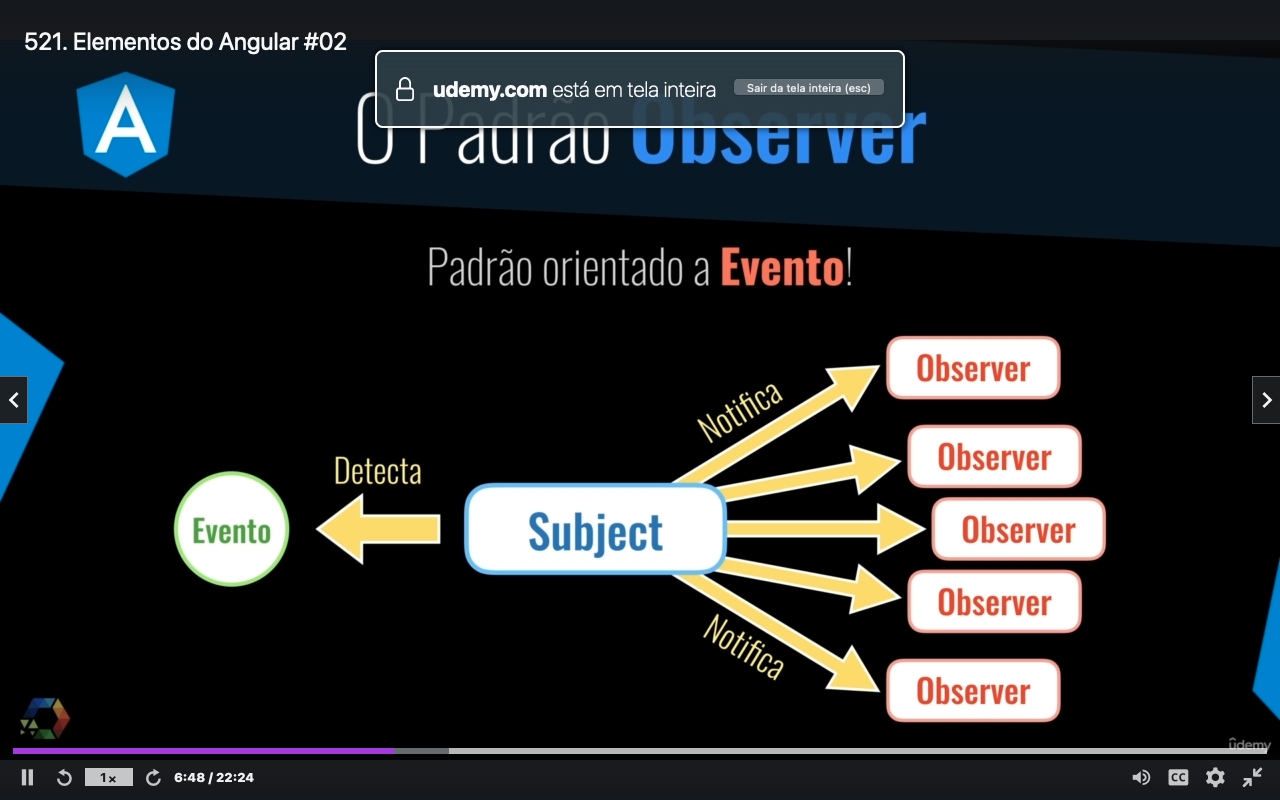 521. Elementos do Angular #02
udemy.com está em tela inteira
Sair da tela inteira (esc)
A
O Padrão Observer
Padrão orientado a Evento!
Observer
Notifica
Observer
Detecta
Evento
Subject
Observer
Observer
Notifica
Observer
udemy
1x
6:48 / 22:24
CC